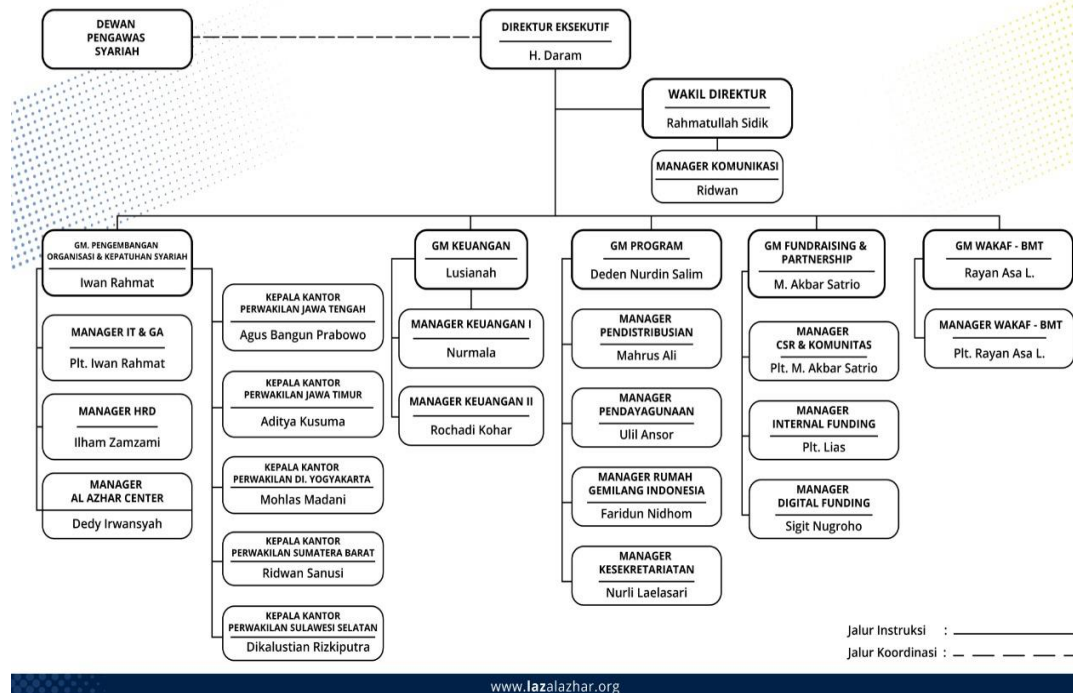 DEWAN
PENGAWAS
SYARIAH
DIREKTUR EKSEKUTIF
H. Daram
WAKIL DIREKTUR
Rahmatullah Sidik
MANAGER KOMUNIKASI
Ridwan
GM. PENGEMBANGAN
ORGANISASI & KEPATUHAN SYARIAH
Iwan Rahmat
MANAGER IT & GA
Plt. Iwan Rahmat
MANAGER HRD
Ilham Zamzami
MANAGER
AL AZHAR CENTER
Dedy Irwansyah
KEPALA KANTOR
PERWAKILAN JAWA TENGAH
Agus Bangun Prabowo
KEPALA KANTOR
PERWAKILAN JAWA TIMUR
Aditya Kusuma
KEPALA KANTOR
PERWAKILAN DI. YOGYAKARTA
Mohlas Madani
KEPALA KANTOR
PERWAKILAN SUMATERA BARAT
Ridwan Sanusi
KEPALA KANTOR
PERWAKILAN SULAWESI SELATAN
Dikalustian Rizkiputra
GM KEUANGAN
Lusianah
MANAGER KEUANGAN I
Nurmala
MANAGER KEUANGAN II
Rochadi Kohar
GM PROGRAM
Deden Nurdin Salim
MANAGER
PENDISTRIBUSIAN
Mahrus Ali
MANAGER
PENDAYAGUNAAN
Ulil Ansor
MANAGER RUMAH
GEMILANG INDONESIA
Faridun Nidhom
MANAGER
KESEKRETARIATAN
Nurli Laelasari
GM FUNDRAISING &
PARTNERSHIP
M. Akbar Satrio
MANAGER
CSR & KOMUNITAS
Plt. M. Akbar Satrio
MANAGER
INTERNAL FUNDING
Plt. Lias
MANAGER
DIGITAL FUNDING
Sigit Nugroho
GM WAKAF - BMT
Rayan Asa L.
MANAGER WAKAF - BMT
Plt. Rayan Asa L.
Jalur Instruksi :
Jalur Koordinasi :
www.lazalazhar.org